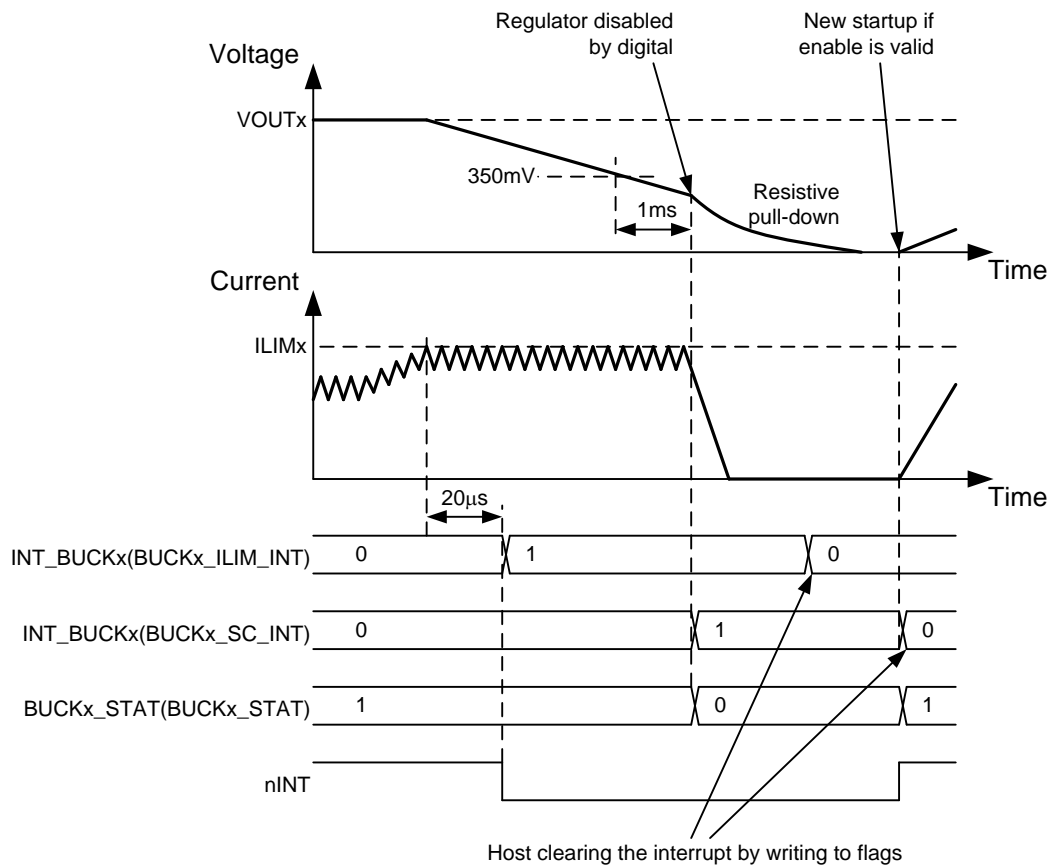 Regulator disabled
by digital
New startup if
enable is valid
Voltage
VOUTx
350mV
1ms
Resistive
pull-down
Time
Current
ILIMx
Time
20μs
INT_BUCKx(BUCKx_ILIM_INT)
0
1
0
INT_BUCKx(BUCKx_SC_INT)
0
1
0
BUCKx_STAT(BUCKx_STAT)
1
0
1
nINT
Host clearing the interrupt by writing to flags